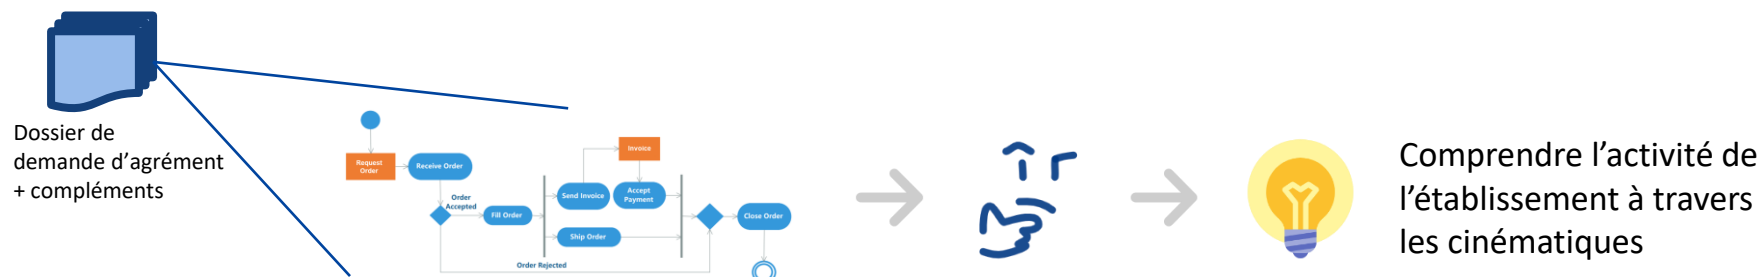 Dossier de
demande d’agrément
+ compléments
Request
Order
Receive Order
Order
Accepted
Fill Order
Send Invoice
Invoice
Accept
Payment
Ship Order
Close Order
Order Rejected
Comprendre l’activité de
l’établissement à travers
les cinématiques